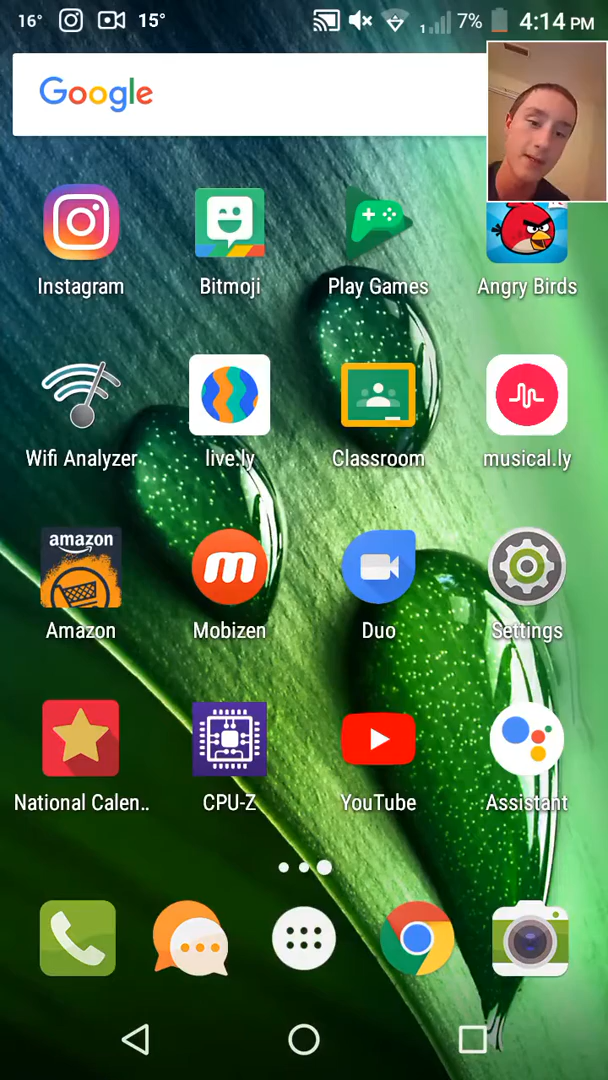 16° 15° 1 7% 4:14 PM
Google
Instagram Bitmoji Play Games Angry Birds
Wifi Analyzer live.ly Classroom musical.ly
amazon
Amazon Mobizen Duo Settings
National Calen.. CPU-Z YouTube Assistant